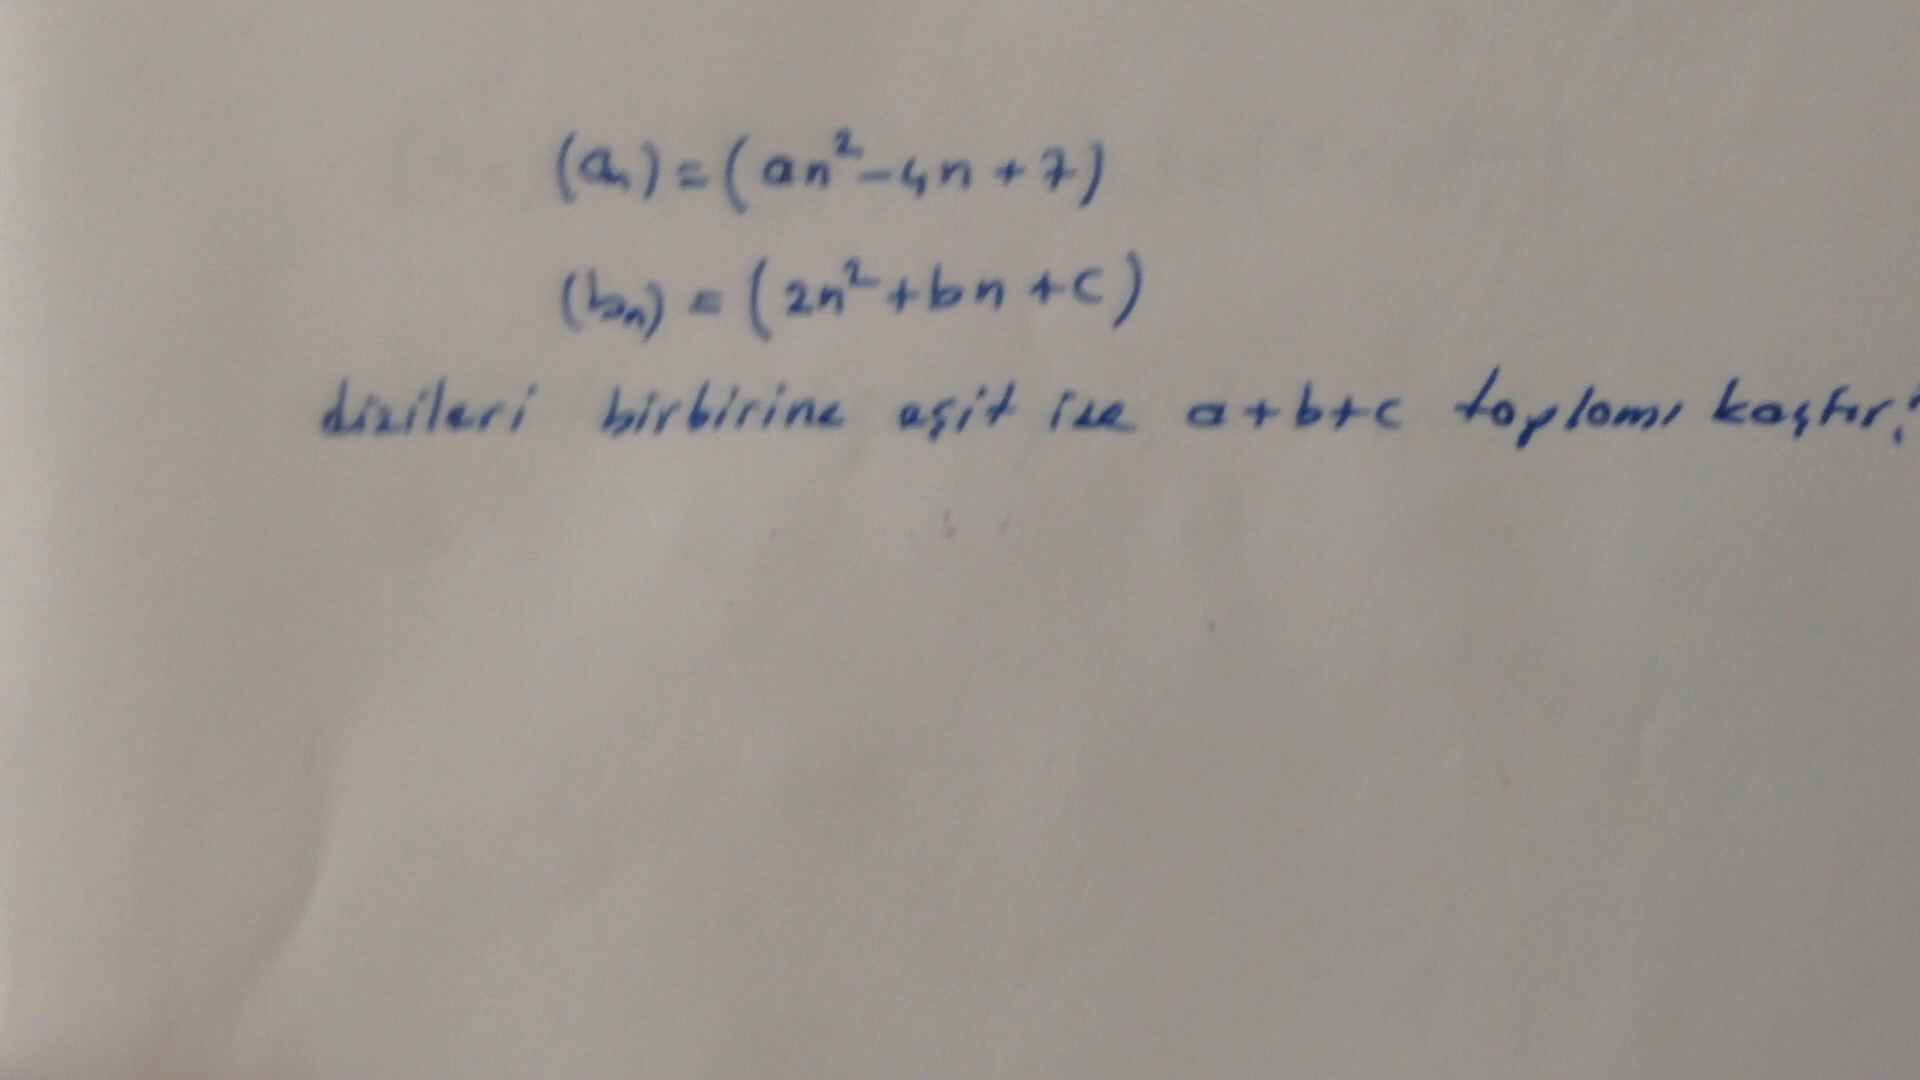 (aₙ) = (an² - 4n + 7)
(bₙ) = (2n² + bn + c)
dizileri birbirine eşit ise a+b+c toplamı kaçtır?